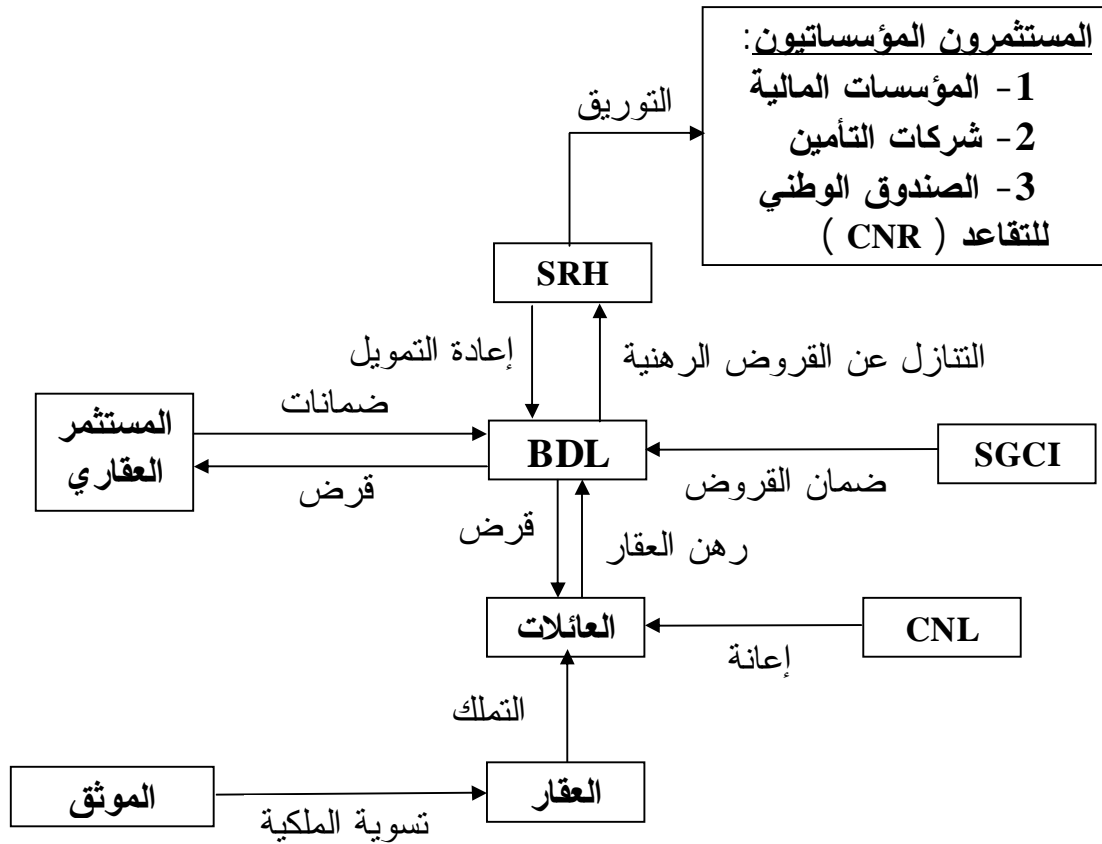 المستثمرون المؤسساتيون:
1- المؤسسات المالية
2- شركات التأمين
3- الصندوق الوطني
للتقاعد ( CNR )
التوريق
SRH
إعادة التمويل
التنازل عن القروض الرهنية
المستثمر
العقاري
ضمانات
قرض
BDL
ضمان القروض
SGCI
قرض
رهن العقار
العائلات
إعانة
CNL
التملك
الموثق
تسوية الملكية
العقار